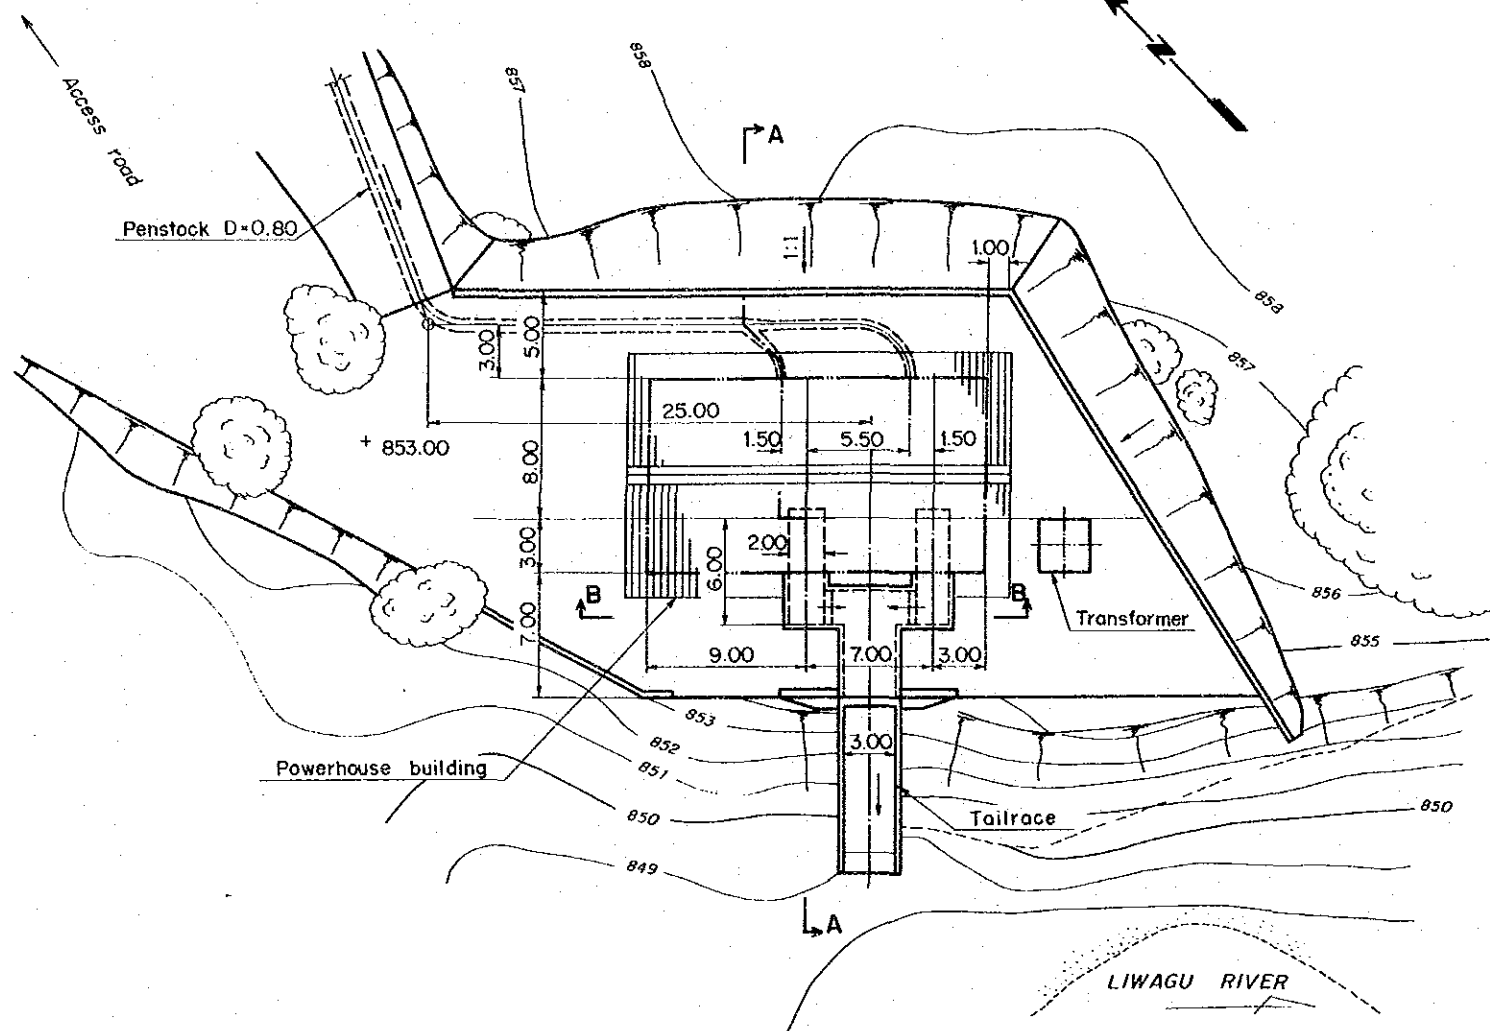 N
858
857
A
Access road
Penstock D=0.80
1:1
1.00
858
5.00
3.00
857
25.00
1.50
5.50
1.50
+ 853.00
8.00
2.00
3.00
6.00
B
B
856
7.00
Transformer
855
9.00
7.00
3.00
853
852
3.00
Powerhouse building
851
850
Tailrace
850
849
A
LIWAGU RIVER